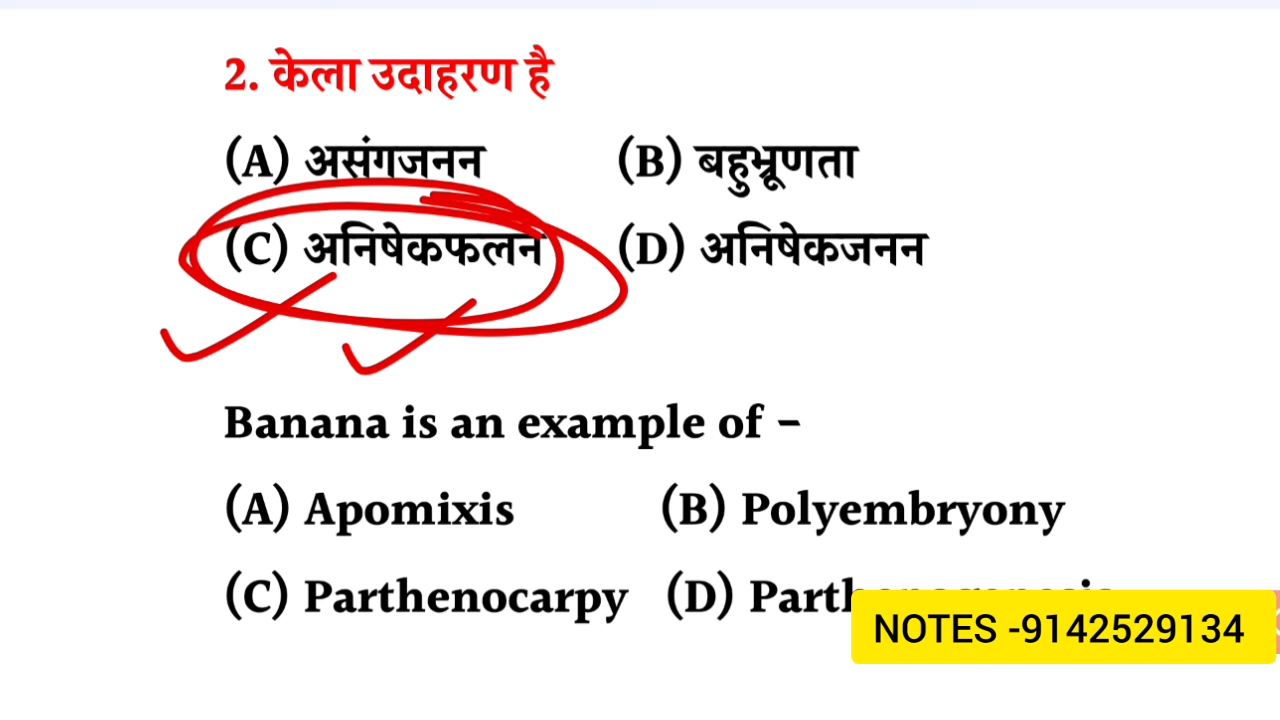 2. केला उदाहरण है
(A) असंगजनन (B) बहुभ्रूणता
(C) अनिषेकफलन (D) अनिषेकजनन
Banana is an example of –
(A) Apomixis (B) Polyembryony
(C) Parthenocarpy (D)
NOTES -9142529134